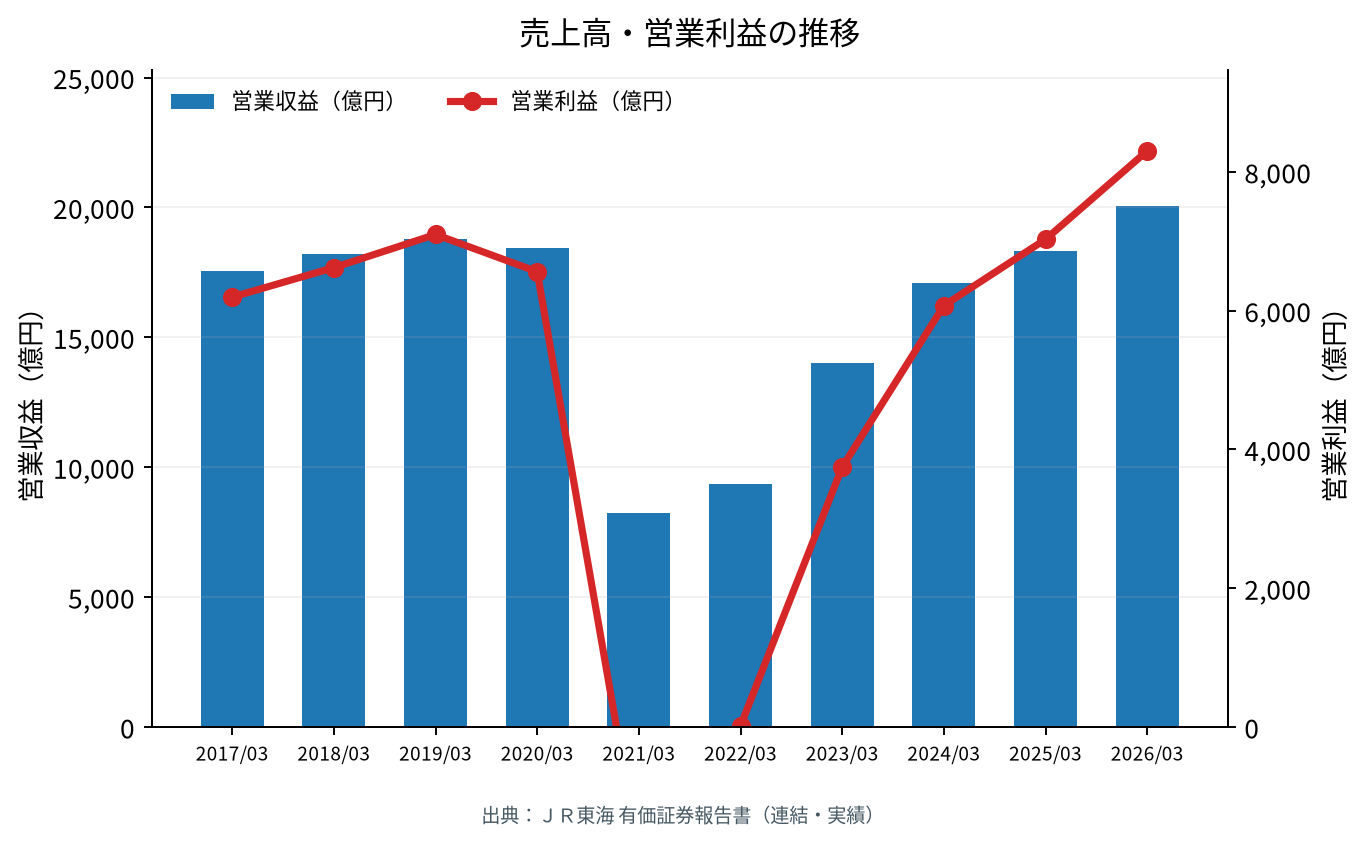 売上高・営業利益の推移
営業収益（億円）
営業利益（億円）
25,000
20,000
15,000
10,000
5,000
0
営業収益（億円）
8,000
6,000
4,000
2,000
0
営業利益（億円）
2017/03 2018/03 2019/03 2020/03 2021/03 2022/03 2023/03 2024/03 2025/03 2026/03
出典：ＪＲ東海 有価証券報告書（連結・実績）